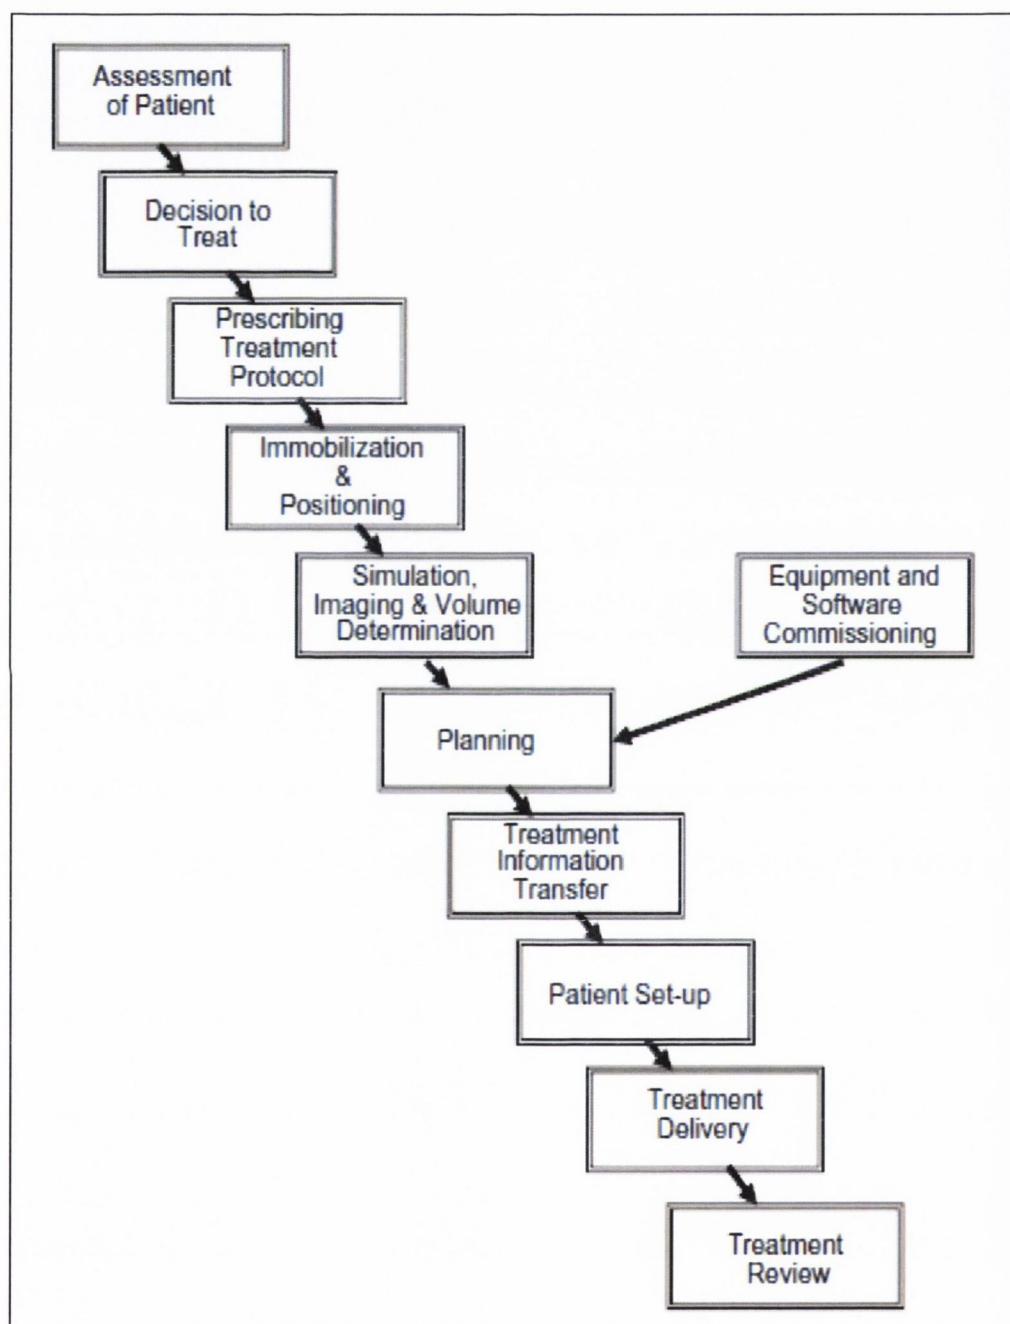 Assessment
of Patient
Decision to
Treat
Prescribing
Treatment
Protocol
Immobilization
&
Positioning
Simulation,
Imaging & Volume
Determination
Equipment and
Software
Commissioning
Planning
Treatment
Information
Transfer
Patient Set-up
Treatment
Delivery
Treatment
Review